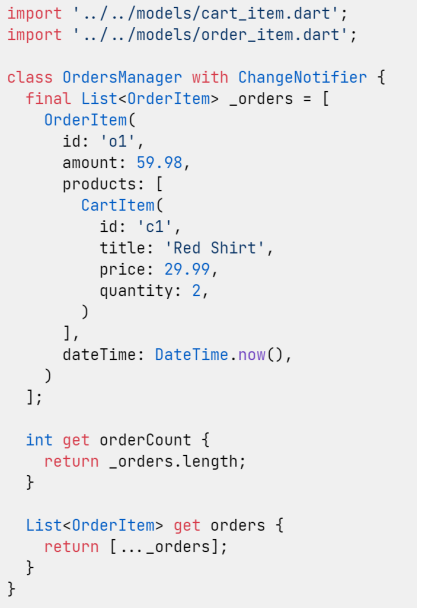 import '../../models/cart_item.dart';
import '../../models/order_item.dart';

class OrdersManager with ChangeNotifier {
  final List<OrderItem> _orders = [
    OrderItem(
      id: 'o1',
      amount: 59.98,
      products: [
        CartItem(
          id: 'c1',
          title: 'Red Shirt',
          price: 29.99,
          quantity: 2,
        )
      ],
      dateTime: DateTime.now(),
    )
  ];

  int get orderCount {
    return _orders.length;
  }

  List<OrderItem> get orders {
    return [..._orders];
  }
}